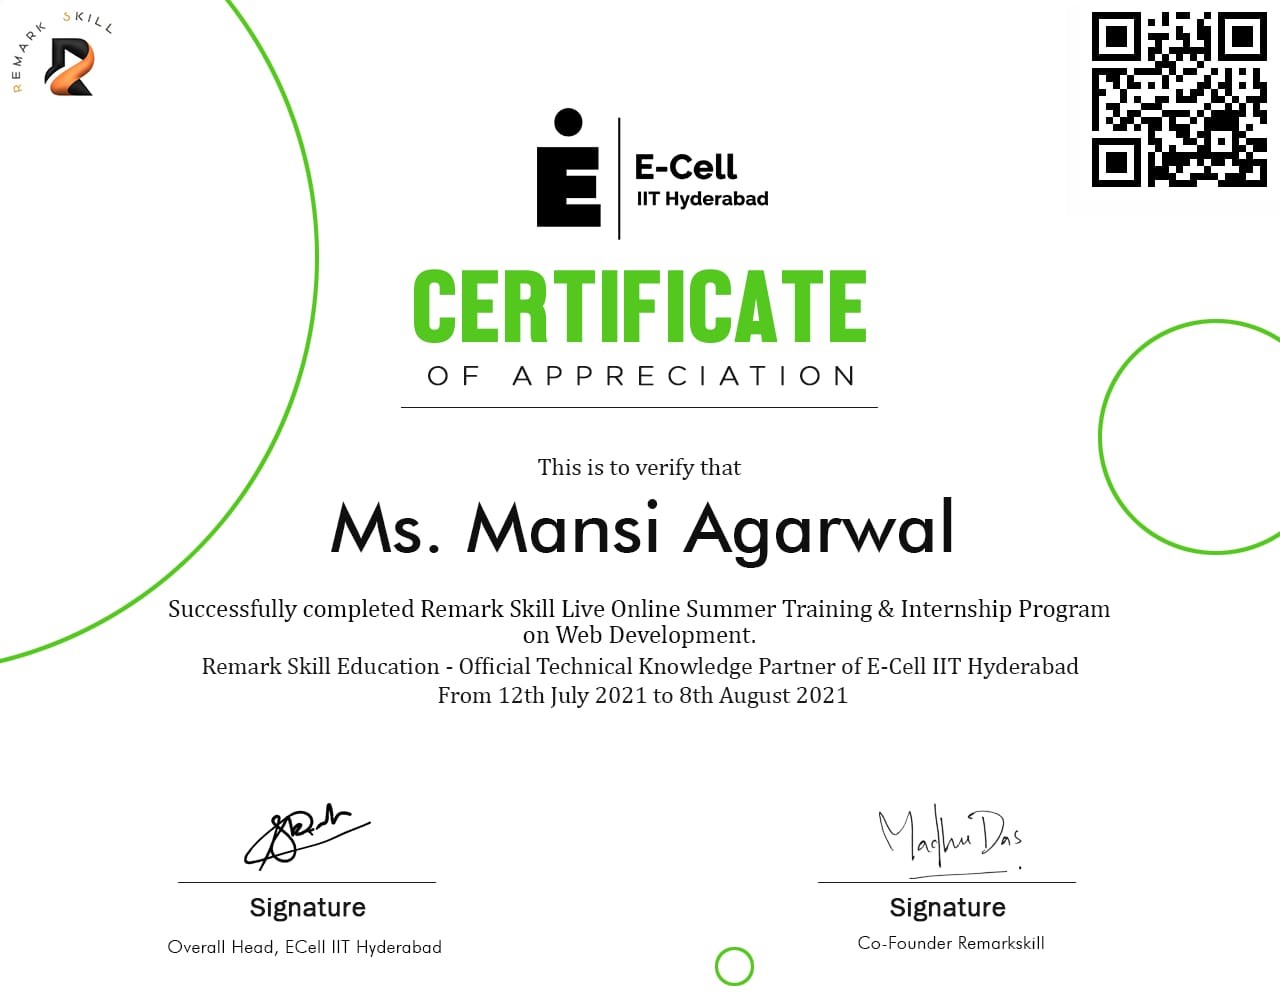 REMARK SKILL
E-Cell
IIT Hyderabad
CERTIFICATE
OF APPRECIATION
This is to verify that
Ms. Mansi Agarwal
Successfully completed Remark Skill Live Online Summer Training & Internship Program
on Web Development.
Remark Skill Education - Official Technical Knowledge Partner of E-Cell IIT Hyderabad
From 12th July 2021 to 8th August 2021
Madhu Das
Signature
Signature
Overall Head, ECell IIT Hyderabad
Co-Founder Remarkskill